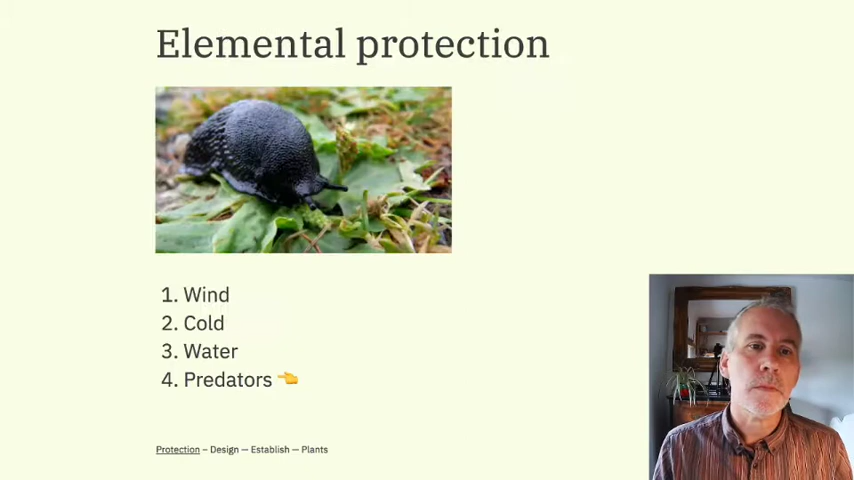 Elemental protection
1. Wind
2. Cold
3. Water
4. Predators 👈
Protection – Design — Establish — Plants